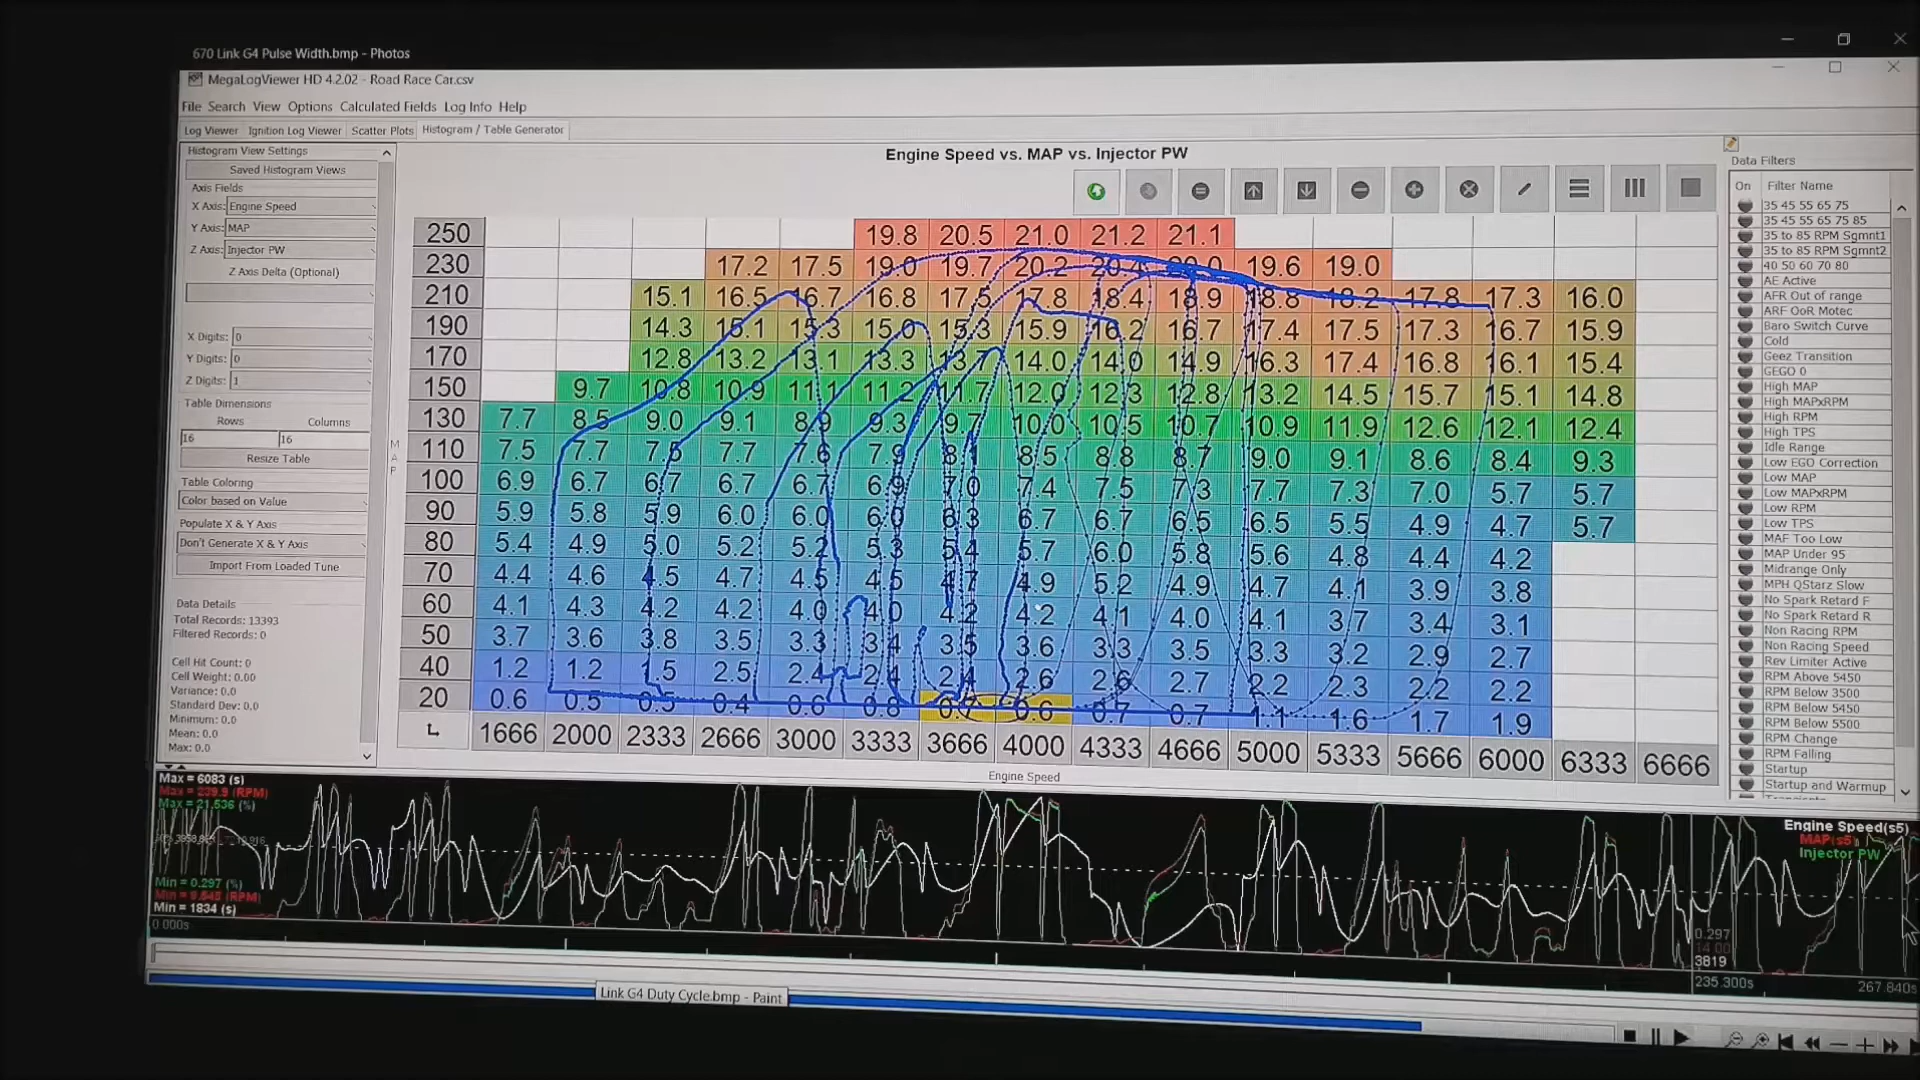 670 Link G4 Pulse Width.bmp - Photos
MegaLogViewer HD 4.2.02 - Road Race Car.csv
File Search View Options Calculated Fields Log Info Help
Log Viewer Ignition Log Viewer Scatter Plots Histogram / Table Generator
Histogram View Settings
Saved Histogram Views
Axis Fields
X Axis: Engine Speed
Y Axis: MAP
Z Axis: Injector PW
Z Axis Delta (Optional)
X Digits: 0
Y Digits: 0
Z Digits: 1
Table Dimensions
Rows Columns
16 16
Resize Table
Table Coloring
Color based on Value
Populate X & Y Axis
Don't Generate X & Y Axis
Import From Loaded Tune
Data Details
Total Records: 13393
Filtered Records: 0
Cell Hit Count: 0
Cell Weight: 0.00
Variance: 0.0
Standard Dev: 0.0
Minimum: 0.0
Mean: 0.0
Max: 0.0
Engine Speed vs. MAP vs. Injector PW
MAP
250 19.8 20.5 21.0 21.2 21.1
230 17.2 17.5 19.0 19.7 20.2 20.4 20.0 19.6 19.0
210 15.1 16.5 16.7 16.8 17.5 17.8 18.4 18.9 18.8 18.2 17.8 17.3 16.0
190 14.3 15.1 15.3 15.0 15.3 15.9 16.2 16.7 17.4 17.5 17.3 16.7 15.9
170 12.8 13.2 13.1 13.3 13.7 14.0 14.0 14.9 16.3 17.4 16.8 16.1 15.4
150 9.7 10.8 10.9 11.1 11.2 11.7 12.0 12.3 12.8 13.2 14.5 15.7 15.1 14.8
130 7.7 8.5 9.0 9.1 8.9 9.3 9.7 10.0 10.5 10.7 10.9 11.9 12.6 12.1 12.4
110 7.5 7.7 7.5 7.7 7.6 7.9 8.1 8.5 8.8 8.7 9.0 9.1 8.6 8.4 9.3
100 6.9 6.7 6.7 6.7 6.7 6.9 7.0 7.4 7.5 7.3 7.7 7.3 7.0 5.7 5.7
90 5.9 5.8 5.9 6.0 6.0 6.0 6.3 6.7 6.7 6.5 6.5 5.5 4.9 4.7 5.7
80 5.4 4.9 5.0 5.2 5.2 5.3 5.4 5.7 6.0 5.8 5.6 4.8 4.4 4.2
70 4.4 4.6 4.5 4.7 4.5 4.5 4.7 4.9 5.2 4.9 4.7 4.1 3.9 3.8
60 4.1 4.3 4.2 4.2 4.0 4.0 4.2 4.2 4.1 4.0 4.1 3.7 3.4 3.1
50 3.7 3.6 3.8 3.5 3.3 3.4 3.5 3.6 3.3 3.5 3.3 3.2 2.9 2.7
40 1.2 1.2 1.5 2.5 2.4 2.4 2.4 2.6 2.6 2.7 2.2 2.3 2.2 2.2
20 0.6 0.5 0.5 0.4 0.6 0.8 0.7 0.6 0.7 0.7 1.1 1.6 1.7 1.9
1666 2000 2333 2666 3000 3333 3666 4000 4333 4666 5000 5333 5666 6000 6333 6666
Engine Speed
Data Filters
On Filter Name
35 45 55 65 75
35 45 55 65 75 85
35 to 85 RPM Sgmnt1
35 to 85 RPM Sgmnt2
40 50 60 70 80
AE Active
AFR Out of range
ARF OoR Motec
Baro Switch Curve
Cold
Geez Transition
GEGO 0
High MAP
High MAPxRPM
High RPM
High TPS
Idle Range
Low EGO Correction
Low MAP
Low MAPxRPM
Low RPM
Low TPS
MAF Too Low
MAP Under 95
Midrange Only
MPH QStarz Slow
No Spark Retard F
No Spark Retard R
Non Racing RPM
Non Racing Speed
Rev Limiter Active
RPM Above 5450
RPM Below 3500
RPM Below 5450
RPM Below 5500
RPM Change
RPM Falling
Startup
Startup and Warmup
Max = 6083 (s)
Max = 239.9 (RPM)
Max = 21.536 (%)
Min = 0.297 (%)
Min = 1834 (s)
0.000s
Engine Speed(s5)
MAP(s5)
Injector PW
0.297
14.00
3819
235.300s
267.840s
Link G4 Duty Cycle.bmp - Paint